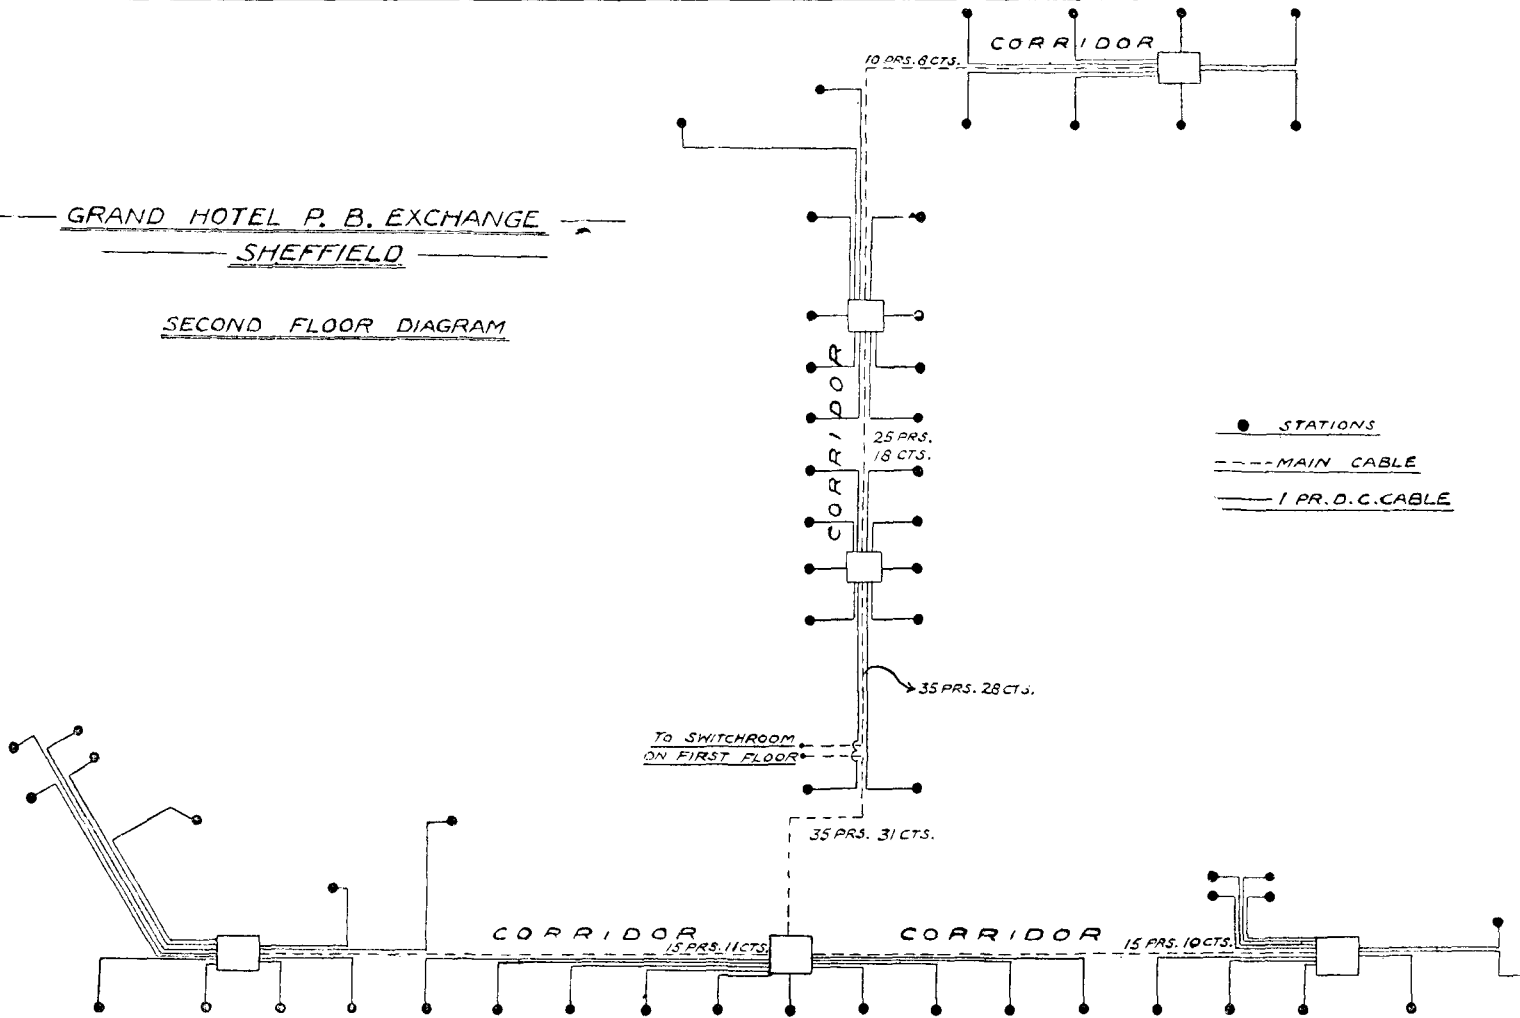 CORRIDOR
10 PRS. 8 CTS.
GRAND HOTEL P. B. EXCHANGE
SHEFFIELD
SECOND FLOOR DIAGRAM
CORRIDOR
25 PRS.
18 CTS.
STATIONS
MAIN CABLE
1 PR. D.C. CABLE
35 PRS. 28 CTS.
TO SWITCHROOM
ON FIRST FLOOR
35 PRS. 31 CTS.
CORRIDOR
15 PRS. 11 CTS.
CORRIDOR
15 PRS. 10 CTS.